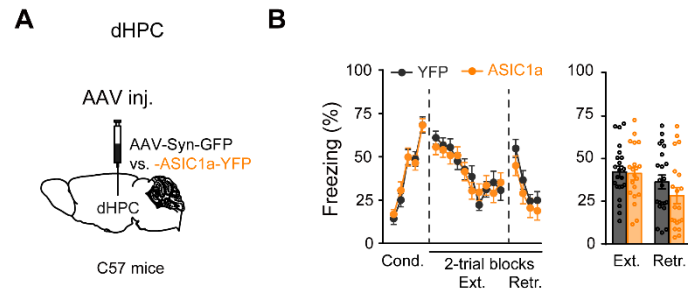 A
dHPC
AAV inj.
AAV-Syn-GFP
vs. -ASIC1a-YFP
dHPC
C57 mice
B
YFP ASIC1a
Freezing (%)
100
75
50
25
0
Cond.
2-trial blocks
Ext. Retr.
100
75
50
25
0
Ext. Retr.